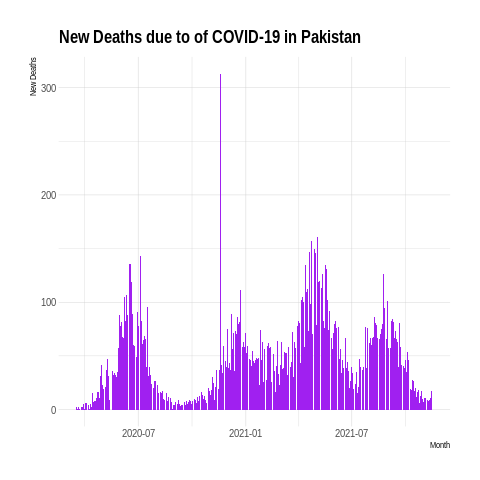 New Deaths due to of COVID-19 in Pakistan
New Deaths
300
200
100
0
2020-07
2021-01
2021-07
Month